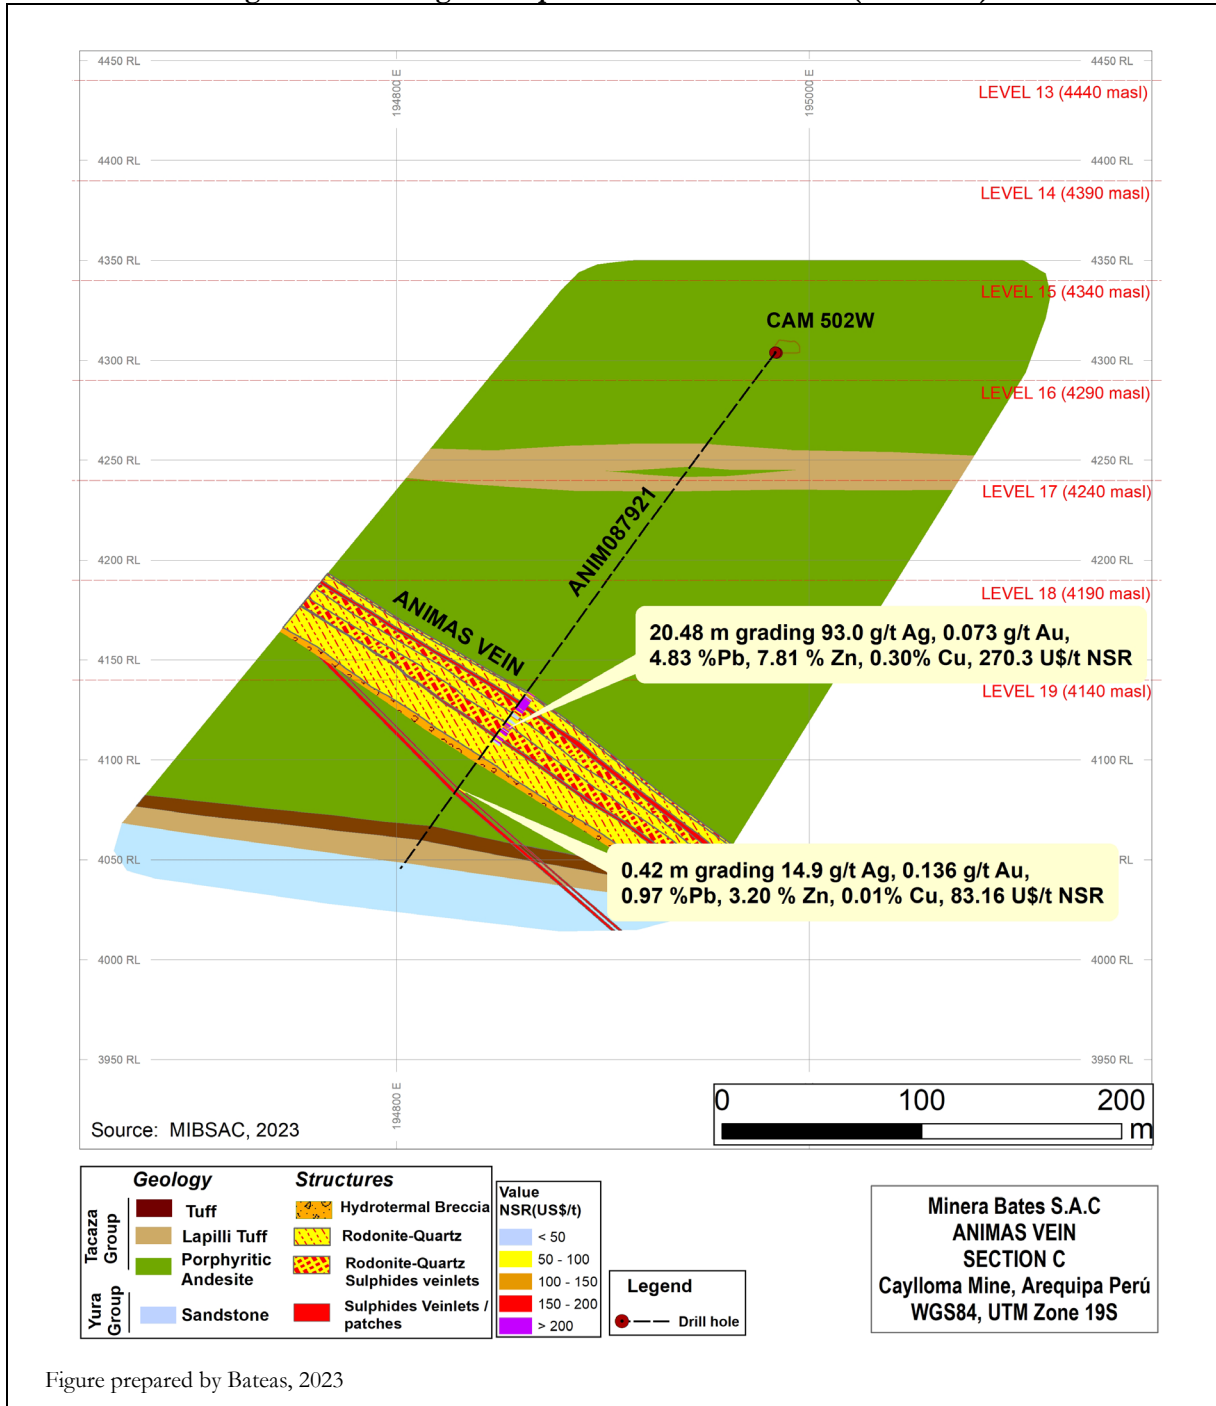 4450 RL
194800 E
195000 E
4450 RL
LEVEL 13 (4440 masl)
4400 RL
4400 RL
LEVEL 14 (4390 masl)
4350 RL
4350 RL
LEVEL 15 (4340 masl)
CAM 502W
4300 RL
4300 RL
LEVEL 16 (4290 masl)
4250 RL
4250 RL
LEVEL 17 (4240 masl)
ANIM087921
4200 RL
4200 RL
LEVEL 18 (4190 masl)
ANIMAS VEIN
20.48 m grading 93.0 g/t Ag, 0.073 g/t Au,
4.83 %Pb, 7.81 % Zn, 0.30% Cu, 270.3 U$/t NSR
4150 RL
LEVEL 19 (4140 masl)
4100 RL
4100 RL
4050 RL
50 RL
0.42 m grading 14.9 g/t Ag, 0.136 g/t Au,
0.97 %Pb, 3.20 % Zn, 0.01% Cu, 83.16 U$/t NSR
4000 RL
4000 RL
3950 RL
3950 RL
194800 E
0 100 200
m
Source: MIBSAC, 2023
Geology
Tacaza
Group
Tuff
Lapilli Tuff
Porphyritic
Andesite
Yura
Group
Sandstone
Structures
Hydrotermal Breccia
Rodonite-Quartz
Rodonite-Quartz
Sulphides veinlets
Sulphides Veinlets /
patches
Value
NSR(US$/t)
< 50
50 - 100
100 - 150
150 - 200
> 200
Legend
Drill hole
Minera Bates S.A.C
ANIMAS VEIN
SECTION C
Caylloma Mine, Arequipa Perú
WGS84, UTM Zone 19S
Figure prepared by Bateas, 2023